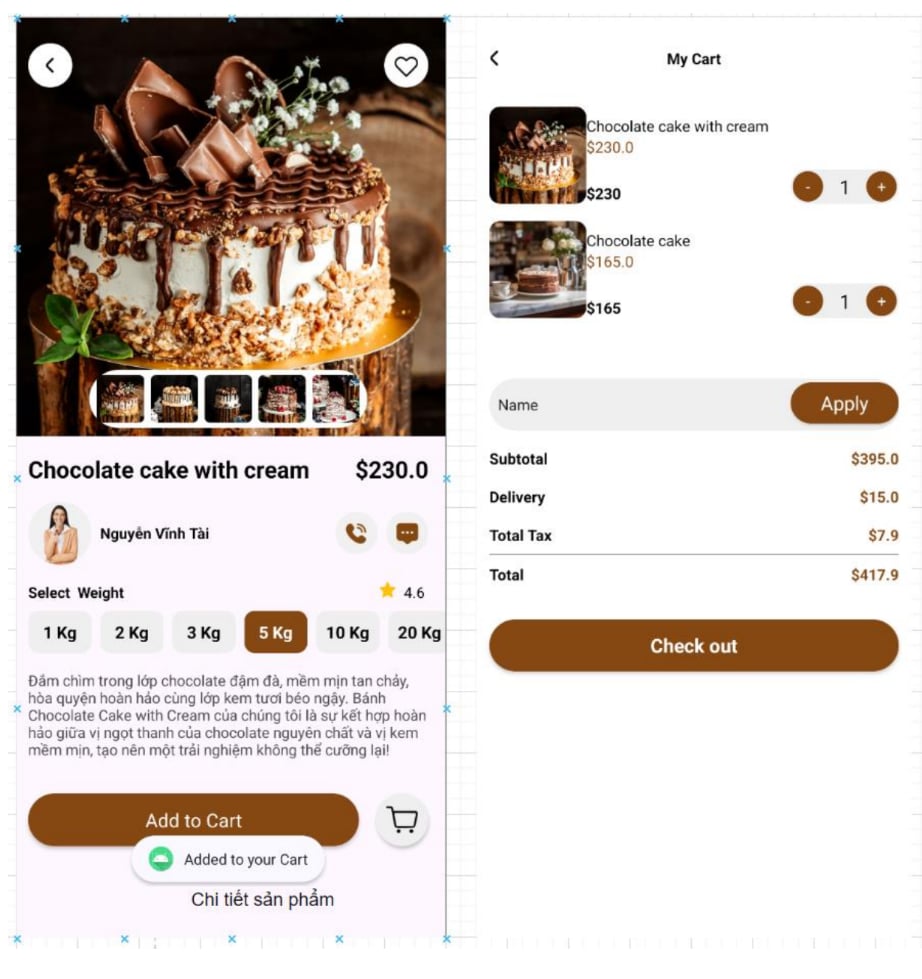 Chocolate cake with cream $230.0
Nguyễn Vĩnh Tài
Select Weight 4.6
1 Kg 2 Kg 3 Kg 5 Kg 10 Kg 20 Kg
Đắm chìm trong lớp chocolate đậm đà, mềm mịn tan chảy,
hòa quyện hoàn hảo cùng lớp kem tươi béo ngậy. Bánh
Chocolate Cake with Cream của chúng tôi là sự kết hợp hoàn
hảo giữa vị ngọt thanh của chocolate nguyên chất và vị kem
mềm mịn, tạo nên một trải nghiệm không thể cưỡng lại!
Add to Cart
Added to your Cart
Chi tiết sản phẩm
My Cart
Chocolate cake with cream
$230.0
$230 - 1 +
Chocolate cake
$165.0
$165 - 1 +
Name Apply
Subtotal $395.0
Delivery $15.0
Total Tax $7.9
Total $417.9
Check out